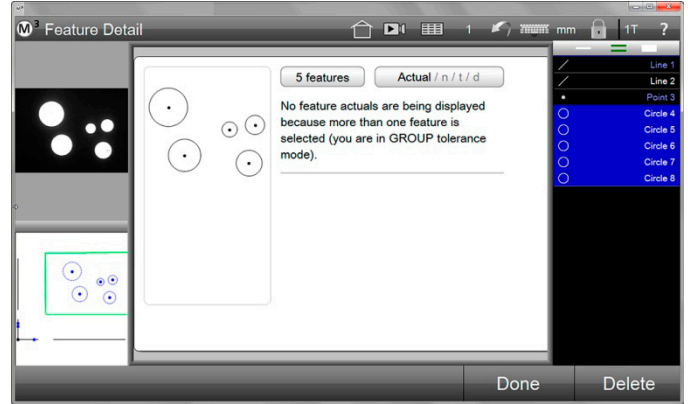 M3 Feature Detail
1
mm
1T
?
5 features
Actual / n / t / d
No feature actuals are being displayed
because more than one feature is
selected (you are in GROUP tolerance
mode).
Line 1
Line 2
Point 3
Circle 4
Circle 5
Circle 6
Circle 7
Circle 8
Done
Delete